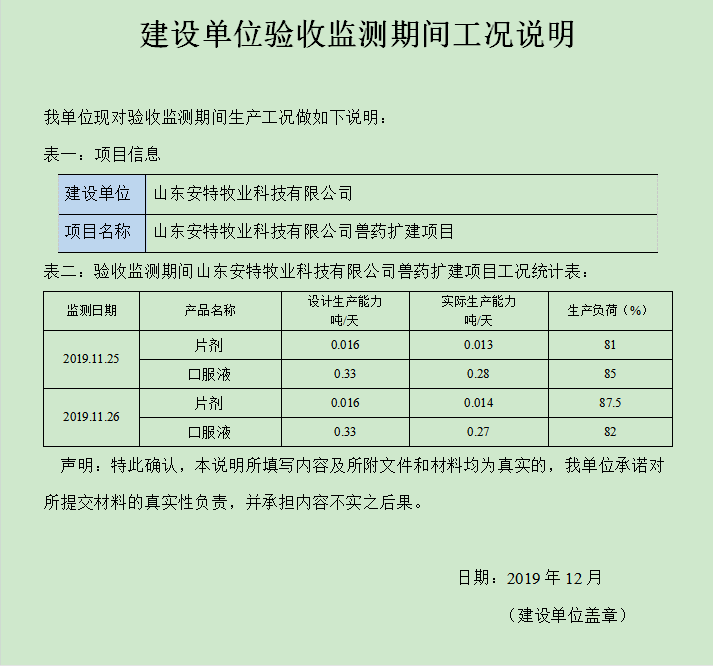 建设单位验收监测期间工况说明
我单位现对验收监测期间生产工况做如下说明：
表一：项目信息
建设单位 山东安特牧业科技有限公司
项目名称 山东安特牧业科技有限公司兽药扩建项目
表二：验收监测期间山东安特牧业科技有限公司兽药扩建项目工况统计表：
监测日期 产品名称 设计生产能力 实际生产能力 生产负荷（%）
吨/天 吨/天
2019.11.25 片剂 0.016 0.013 81
口服液 0.33 0.28 85
2019.11.26 片剂 0.016 0.014 87.5
口服液 0.33 0.27 82
声明：特此确认，本说明所填写内容及所附文件和材料均为真实的，我单位承诺对
所提交材料的真实性负责，并承担内容不实之后果。
日期：2019 年 12 月
（建设单位盖章）